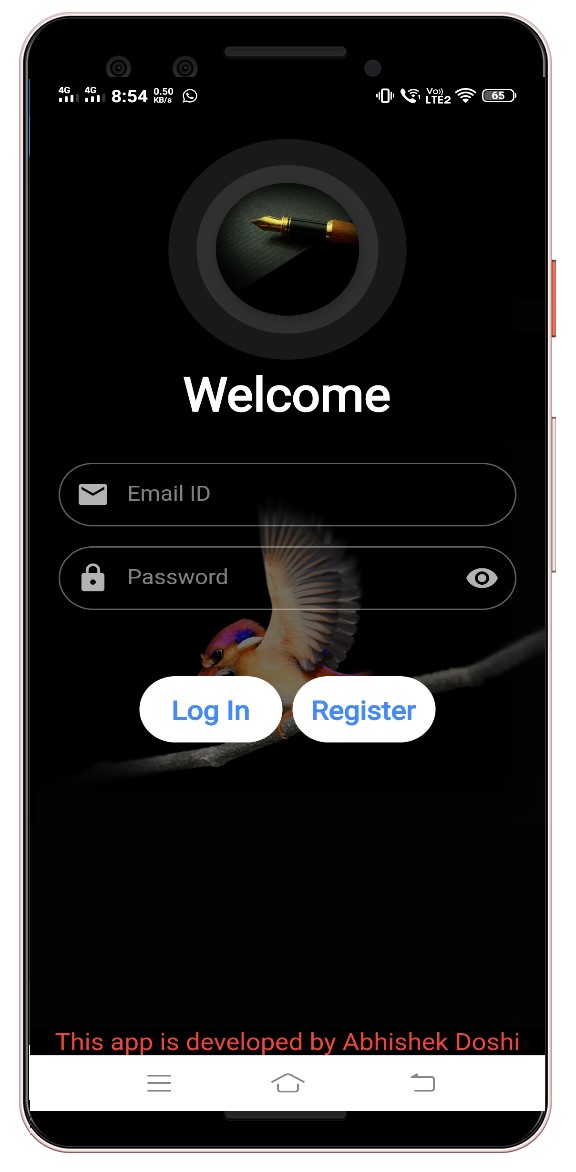 4G 4G 8:54 0.50 KB/s Vo)) LTE2 65
Welcome
Email ID
Password
Log In Register
This app is developed by Abhishek Doshi